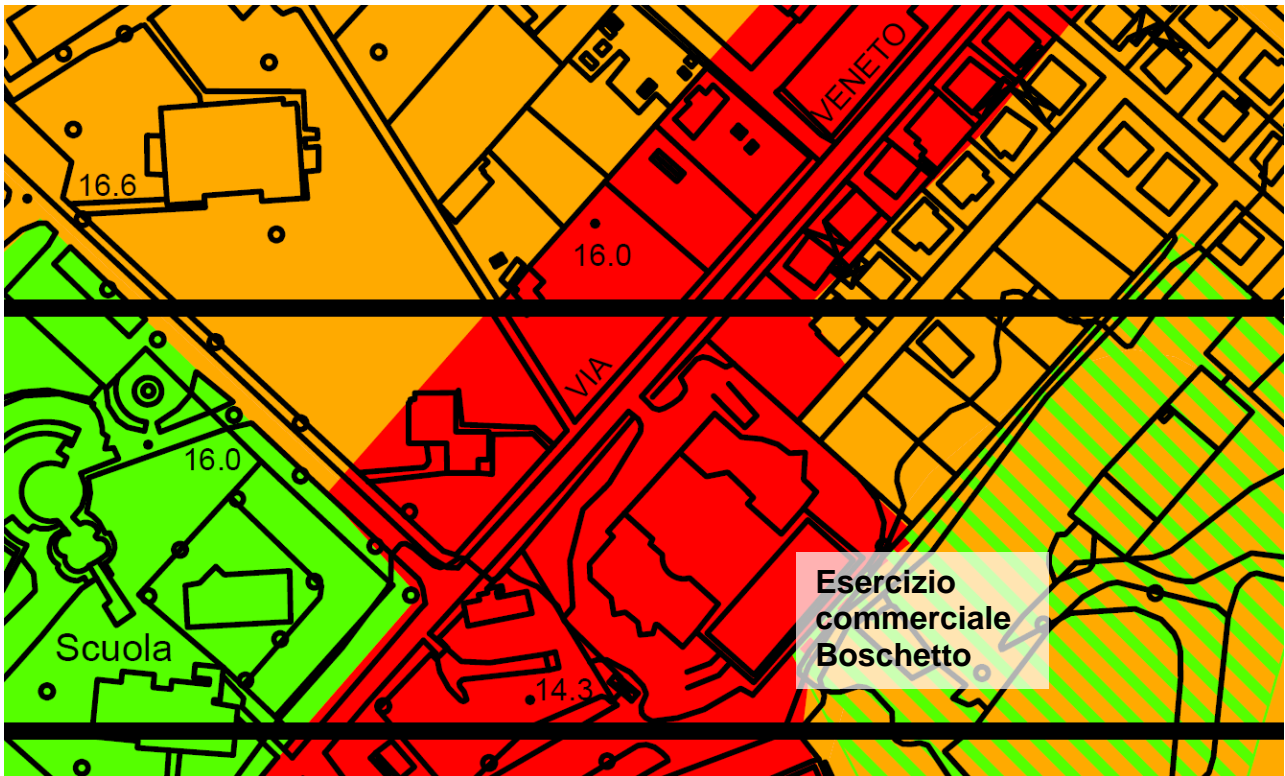 VENETO
16.6
16.0
VIA
16.0
Esercizio
commerciale
Boschetto
Scuola
14.3